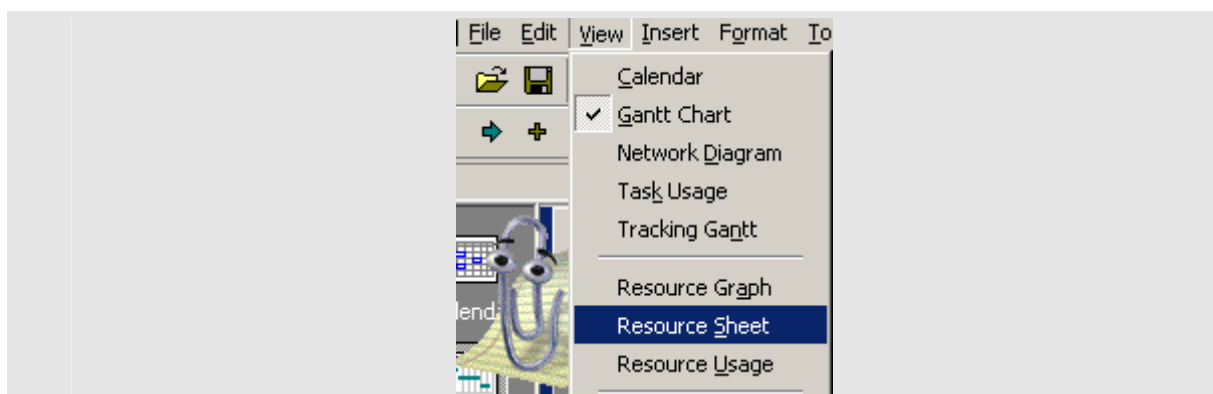 File Edit View Insert Format To
Calendar
Gantt Chart
Network Diagram
Task Usage
Tracking Gantt
Resource Graph
lend
Resource Sheet
Resource Usage